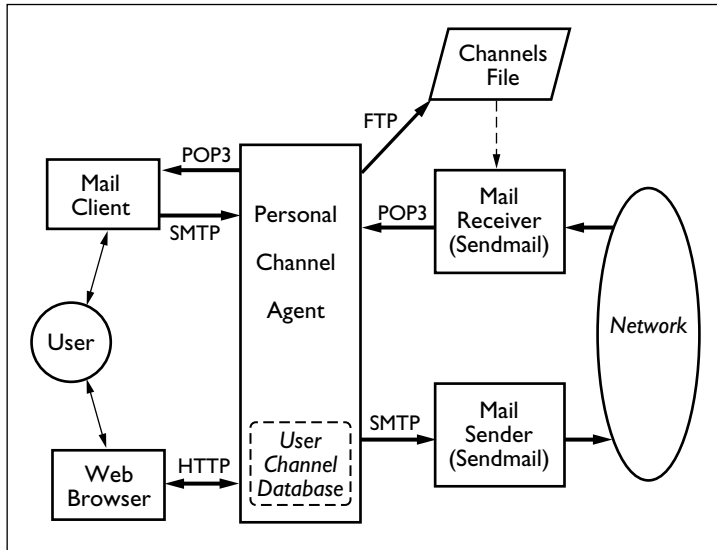 Channels
File
FTP
POP3
Mail
Client
SMTP
Personal
Channel
Agent
POP3
Mail
Receiver
(Sendmail)
User
Network
SMTP
Mail
Sender
(Sendmail)
User
Channel
Database
HTTP
Web
Browser